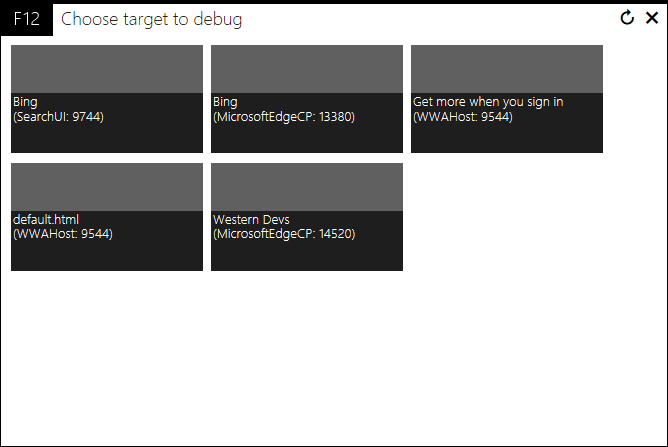 F12 Choose target to debug
Bing
(SearchUI: 9744)
Bing
(MicrosoftEdgeCP: 13380)
Get more when you sign in
(WWAHost: 9544)
default.html
(WWAHost: 9544)
Western Devs
(MicrosoftEdgeCP: 14520)